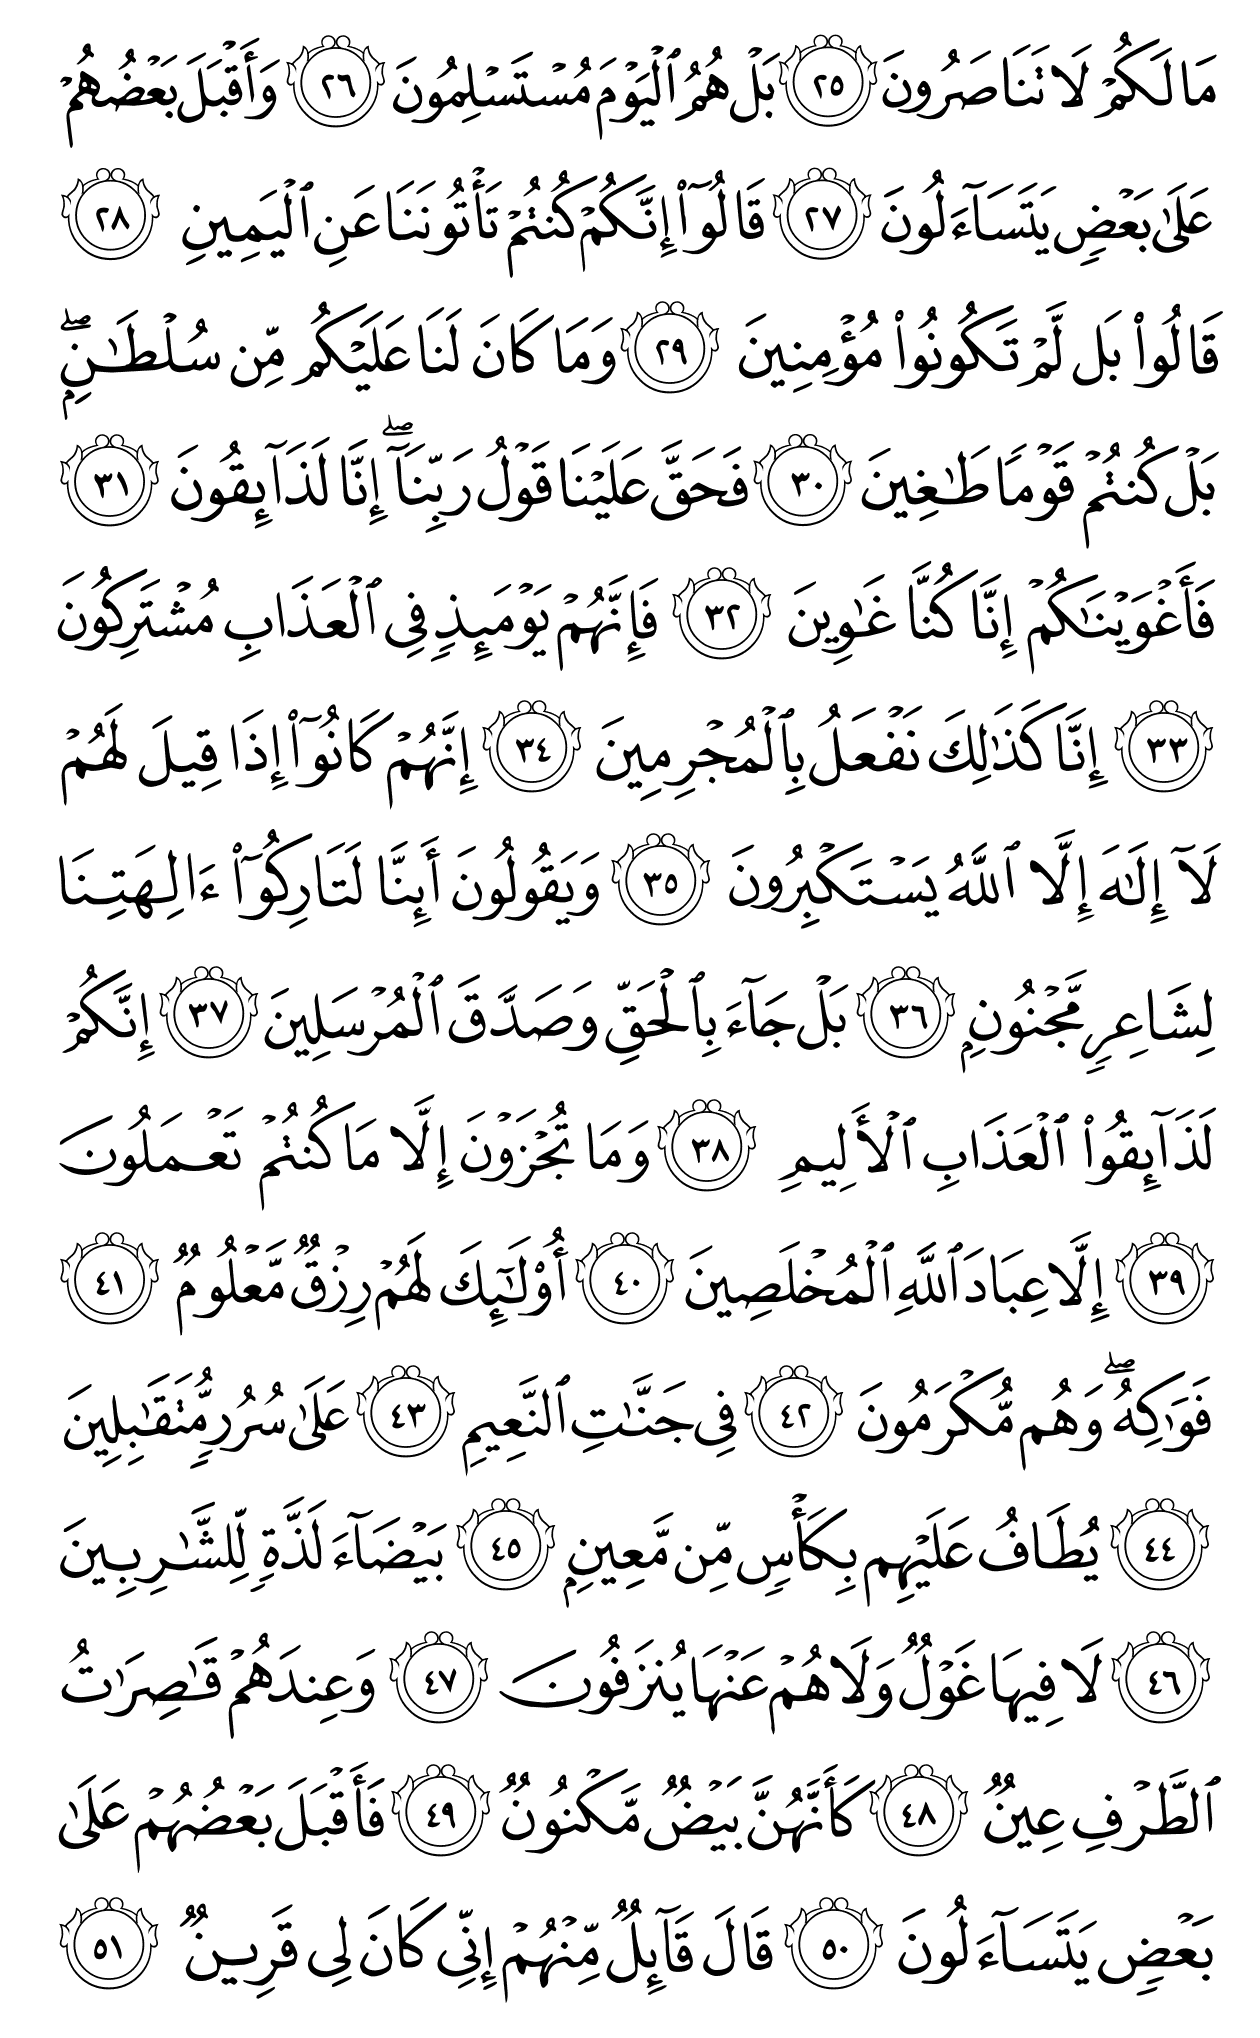 مَا لَكُمْ لَا تَنَاصَرُونَ ٢٥ بَلْ هُمُ ٱلْيَوْمَ مُسْتَسْلِمُونَ ٢٦ وَأَقْبَلَ بَعْضُهُمْ
عَلَىٰ بَعْضٍ يَتَسَآءَلُونَ ٢٧ قَالُوٓا۟ إِنَّكُمْ كُنتُمْ تَأْتُونَنَا عَنِ ٱلْيَمِينِ ٢٨
قَالُوا۟ بَل لَّمْ تَكُونُوا۟ مُؤْمِنِينَ ٢٩ وَمَا كَانَ لَنَا عَلَيْكُم مِّن سُلْطَـٰنٍۭ ۖ
بَلْ كُنتُمْ قَوْمًا طَـٰغِينَ ٣٠ فَحَقَّ عَلَيْنَا قَوْلُ رَبِّنَآ ۖ إِنَّا لَذَآئِقُونَ ٣١
فَأَغْوَيْنَـٰكُمْ إِنَّا كُنَّا غَـٰوِينَ ٣٢ فَإِنَّهُمْ يَوْمَئِذٍ فِى ٱلْعَذَابِ مُشْتَرِكُونَ
٣٣ إِنَّا كَذَٰلِكَ نَفْعَلُ بِٱلْمُجْرِمِينَ ٣٤ إِنَّهُمْ كَانُوٓا۟ إِذَا قِيلَ لَهُمْ
لَآ إِلَـٰهَ إِلَّا ٱللَّهُ يَسْتَكْبِرُونَ ٣٥ وَيَقُولُونَ أَئِنَّا لَتَارِكُوٓا۟ ءَالِهَتِنَا
لِشَاعِرٍ مَّجْنُونٍۭ ٣٦ بَلْ جَآءَ بِٱلْحَقِّ وَصَدَّقَ ٱلْمُرْسَلِينَ ٣٧ إِنَّكُمْ
لَذَآئِقُوا۟ ٱلْعَذَابِ ٱلْأَلِيمِ ٣٨ وَمَا تُجْزَوْنَ إِلَّا مَا كُنتُمْ تَعْمَلُونَ
٣٩ إِلَّا عِبَادَ ٱللَّهِ ٱلْمُخْلَصِينَ ٤٠ أُو۟لَـٰٓئِكَ لَهُمْ رِزْقٌ مَّعْلُومٌ ٤١
فَوَٰكِهُ ۖ وَهُم مُّكْرَمُونَ ٤٢ فِى جَنَّـٰتِ ٱلنَّعِيمِ ٤٣ عَلَىٰ سُرُرٍ مُّتَقَـٰبِلِينَ
٤٤ يُطَافُ عَلَيْهِم بِكَأْسٍ مِّن مَّعِينٍۭ ٤٥ بَيْضَآءَ لَذَّةٍ لِّلشَّـٰرِبِينَ
٤٦ لَا فِيهَا غَوْلٌ وَلَا هُمْ عَنْهَا يُنزَفُونَ ٤٧ وَعِندَهُمْ قَـٰصِرَٰتُ
ٱلطَّرْفِ عِينٌ ٤٨ كَأَنَّهُنَّ بَيْضٌ مَّكْنُونٌ ٤٩ فَأَقْبَلَ بَعْضُهُمْ عَلَىٰ
بَعْضٍ يَتَسَآءَلُونَ ٥٠ قَالَ قَآئِلٌ مِّنْهُمْ إِنِّى كَانَ لِى قَرِينٌ ٥١